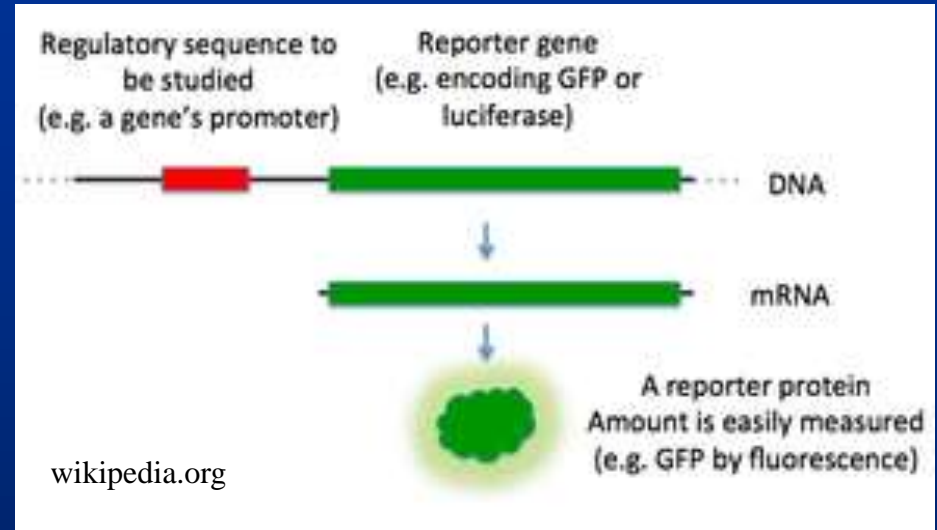 Regulatory sequence to
be studied
(e.g. a gene's promoter)
Reporter gene
(e.g. encoding GFP or
luciferase)
DNA
mRNA
A reporter protein
Amount is easily measured
(e.g. GFP by fluorescence)
wikipedia.org